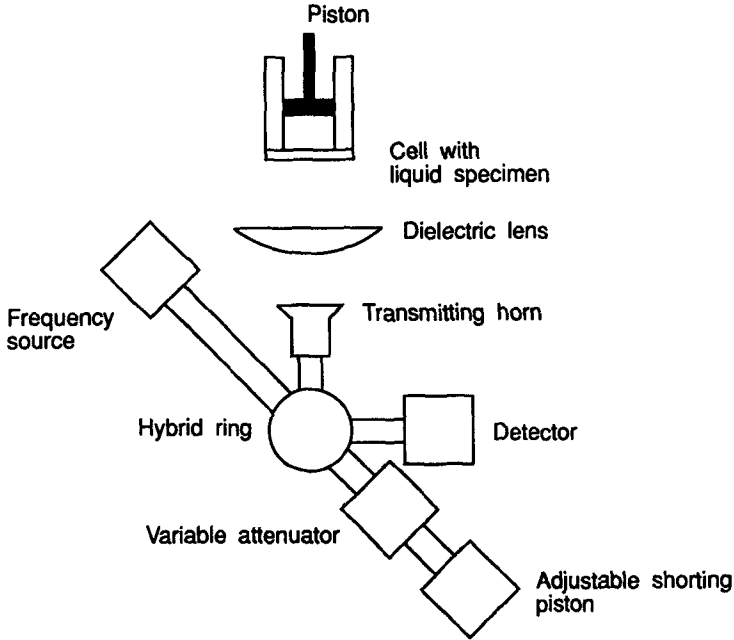 Piston
Cell with
liquid specimen
Dielectric lens
Transmitting horn
Frequency
source
Hybrid ring
Detector
Variable attenuator
Adjustable shorting
piston